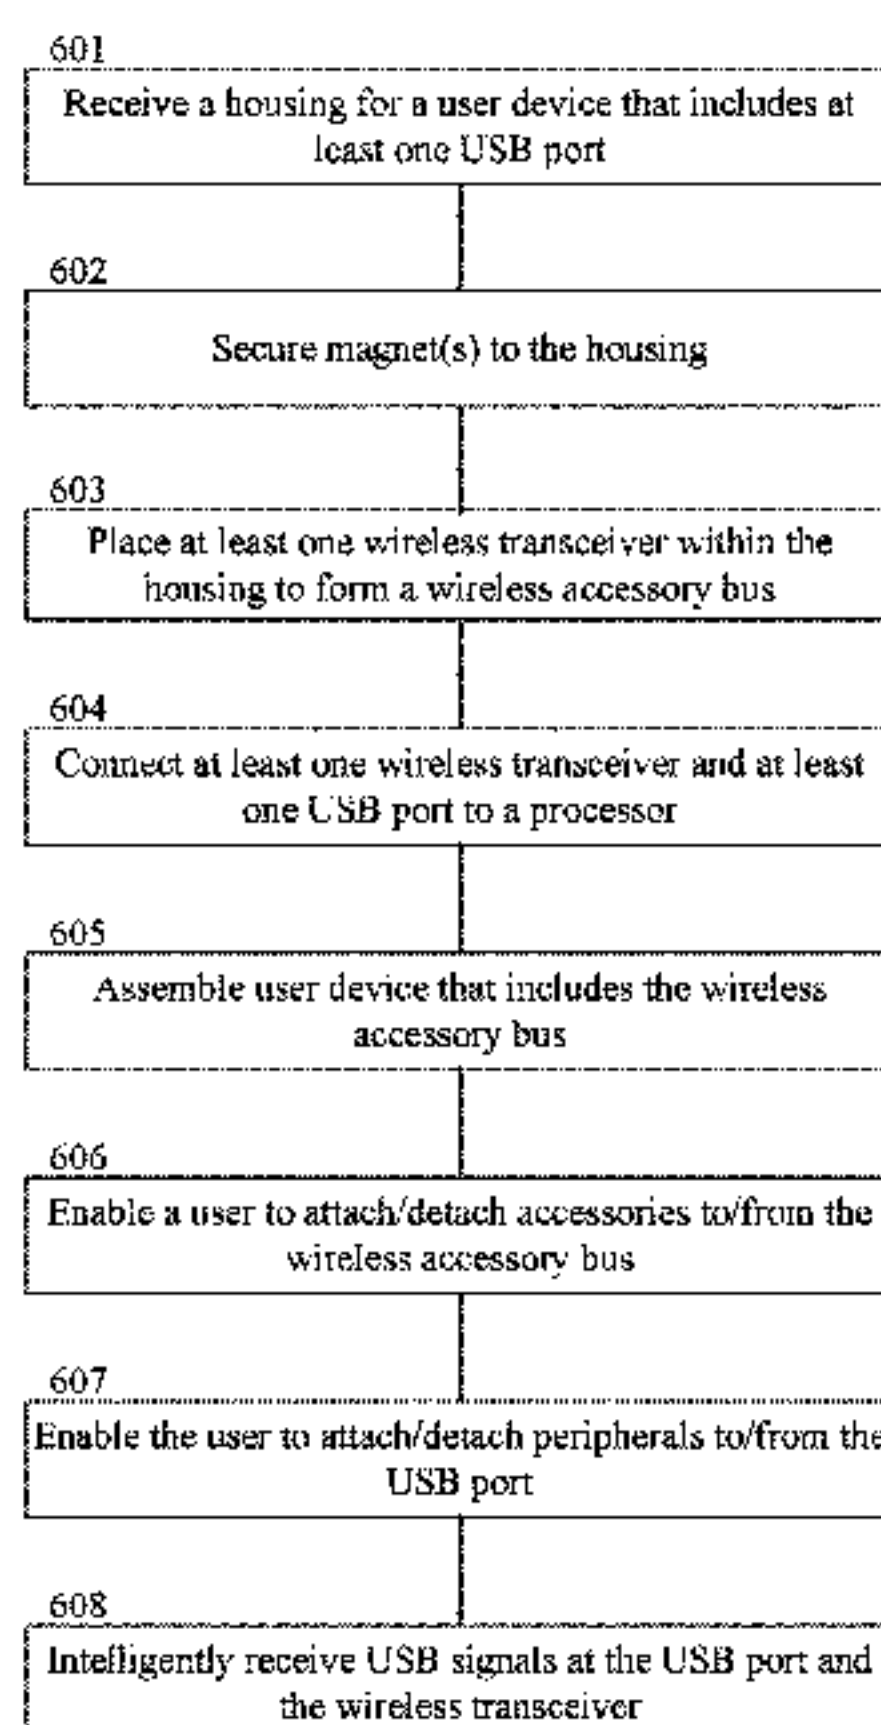 601
Receive a housing for a user device that includes at
least one USB port
602
Secure magnet(s) to the housing
603
Place at least one wireless transceiver within the
housing to form a wireless accessory bus
604
Connect at least one wireless transceiver and at least
one USB port to a processor
605
Assemble user device that includes the wireless
accessory bus
606
Enable a user to attach/detach accessories to/from the
wireless accessory bus
607
Enable the user to attach/detach peripherals to/from the
USB port
608
Intelligently receive USB signals at the USB port and
the wireless transceiver